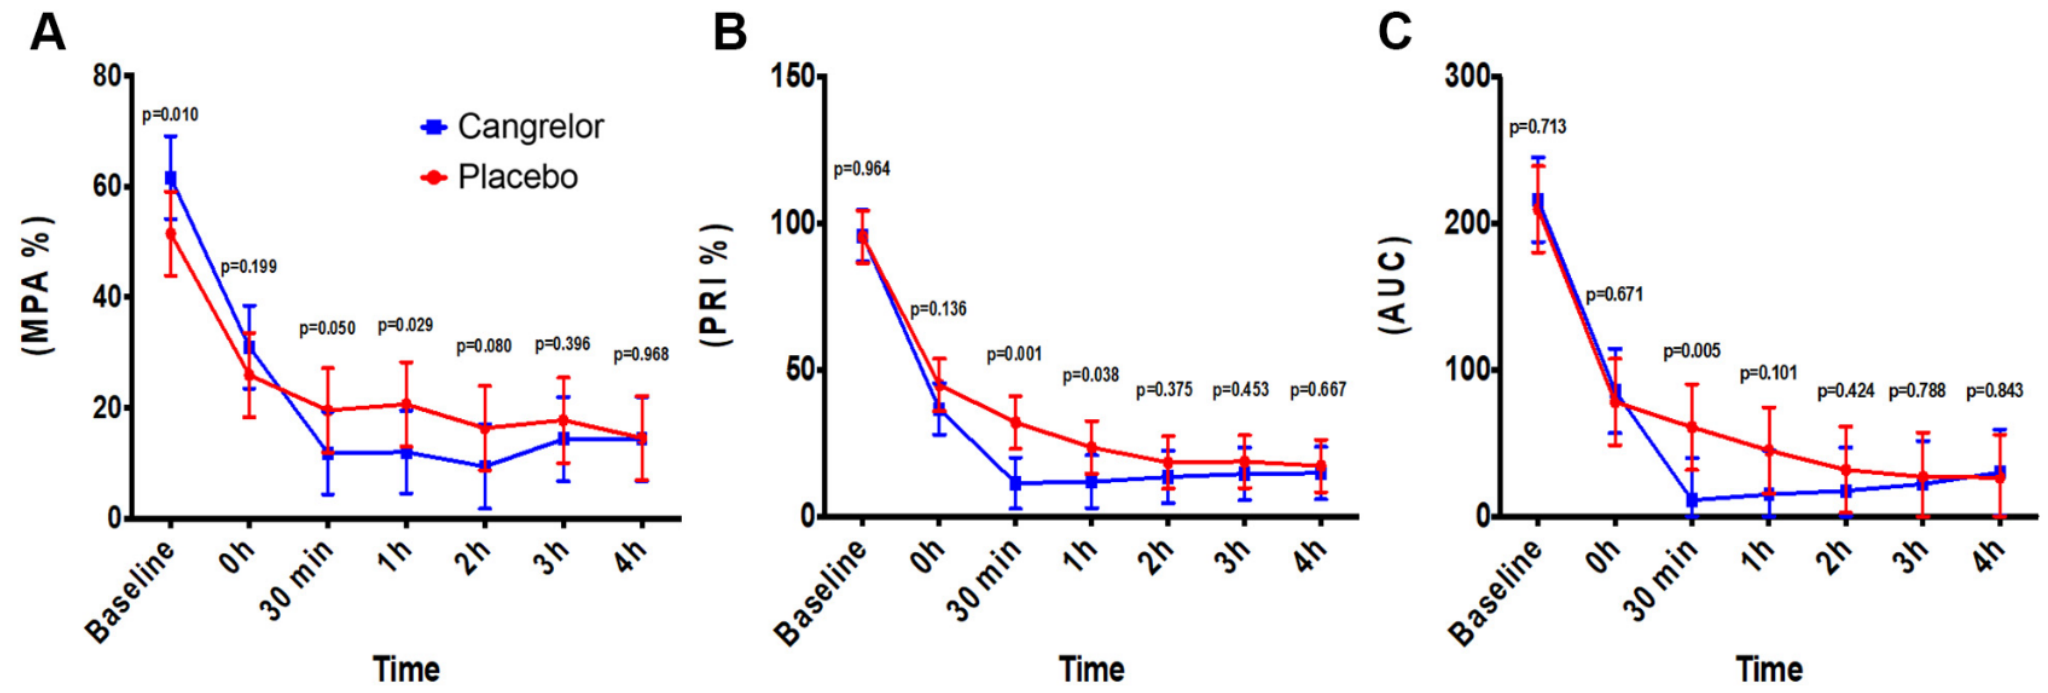 A
(MPA %)
80
60
40
20
0
p=0.010
p=0.199
p=0.050
p=0.029
p=0.080
p=0.396
p=0.968
Cangrelor
Placebo
Baseline
0h
30 min
1h
2h
3h
4h
Time
B
(PRI %)
150
100
50
0
p=0.964
p=0.136
p=0.001
p=0.038
p=0.375
p=0.453
p=0.667
Baseline
0h
30 min
1h
2h
3h
4h
Time
C
(AUC)
300
200
100
0
p=0.713
p=0.671
p=0.005
p=0.101
p=0.424
p=0.788
p=0.843
Baseline
0h
30 min
1h
2h
3h
4h
Time